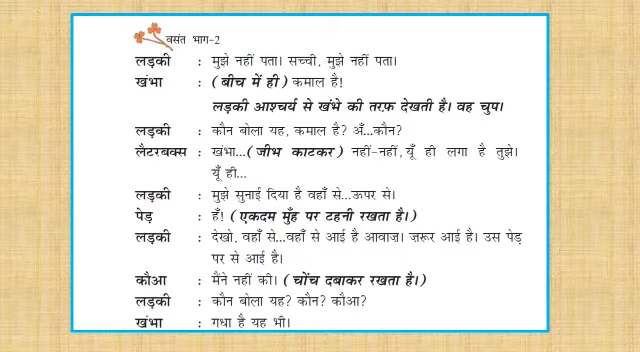 वसंत भाग-2
लड़की : मुझे नहीं पता। सच्ची, मुझे नहीं पता।
खंभा : (बीच में ही) कमाल है!
लड़की आश्चर्य से खंभे की तरफ़ देखती है। वह चुप।
लड़की : कौन बोला यह, कमाल है? अँ...कौन?
लैटरबक्स : खंभा...(जीभ काटकर) नहीं-नहीं, यूँ ही लगा है तुझे।
यूँ ही...
लड़की : मुझे सुनाई दिया है वहाँ से...ऊपर से।
पेड़ : हँ! (एकदम मुँह पर टहनी रखता है।)
लड़की : देखो, वहाँ से...वहाँ से आई है आवाज़। ज़रूर आई है। उस पेड़
पर से आई है।
कौआ : मैंने नहीं की। (चोंच दबाकर रखता है।)
लड़की : कौन बोला यह? कौन? कौआ?
खंभा : गधा है यह भी।